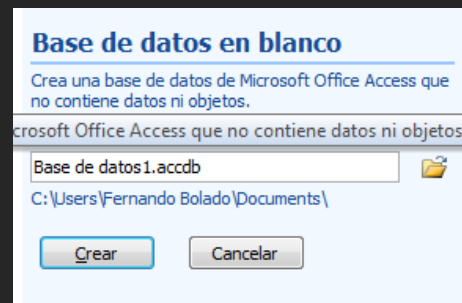 Base de datos en blanco
Crea una base de datos de Microsoft Office Access que
no contiene datos ni objetos.
crosoft Office Access que no contiene datos ni objetos
Base de datos1.accdb
C:\Users\Fernando Bolado\Documents\
Crear Cancelar